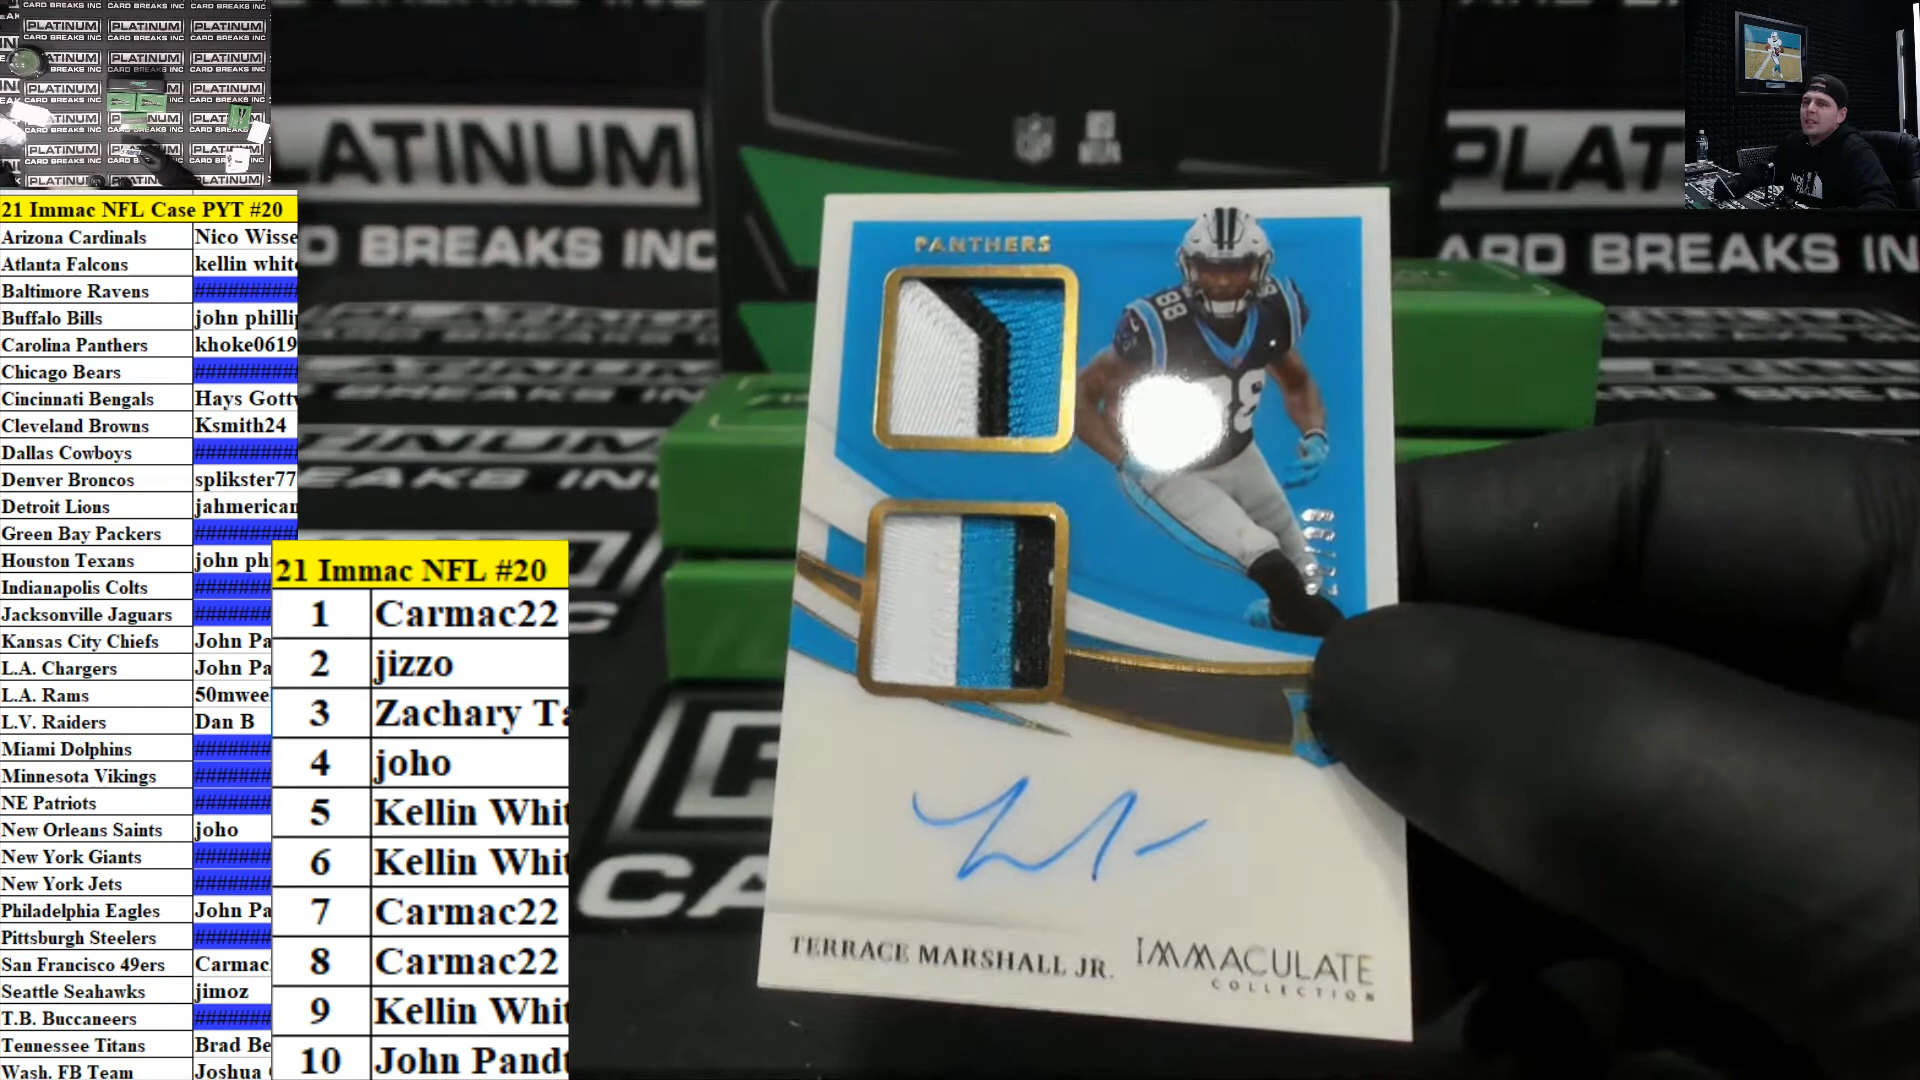 21 Immac NFL Case PYT #20
Arizona Cardinals Nico Wisse
Atlanta Falcons kellin white
Baltimore Ravens ##########
Buffalo Bills john phillip
Carolina Panthers khoke0619
Chicago Bears ##########
Cincinnati Bengals Hays Gottw
Cleveland Browns Ksmith24
Dallas Cowboys ##########
Denver Broncos splikster77
Detroit Lions jahmerican
Green Bay Packers ##########
Houston Texans john ph
Indianapolis Colts #######
Jacksonville Jaguars #######
Kansas City Chiefs John Pa
L.A. Chargers John Pa
L.A. Rams 50mwee
L.V. Raiders Dan B
Miami Dolphins #######
Minnesota Vikings #######
NE Patriots #######
New Orleans Saints joho
New York Giants #######
New York Jets #######
Philadelphia Eagles John Pa
Pittsburgh Steelers #######
San Francisco 49ers Carmac
Seattle Seahawks jimoz
T.B. Buccaneers #######
Tennessee Titans Brad Be
Wash. FB Team Joshua
21 Immac NFL #20
1 Carmac22
2 jizzo
3 Zachary Ta
4 joho
5 Kellin Whit
6 Kellin Whit
7 Carmac22
8 Carmac22
9 Kellin Whit
10 John Pandt
PLATINUM
CARD BREAKS INC
PANTHERS
88
TERRACE MARSHALL JR.
IMMACULATE
COLLECTION